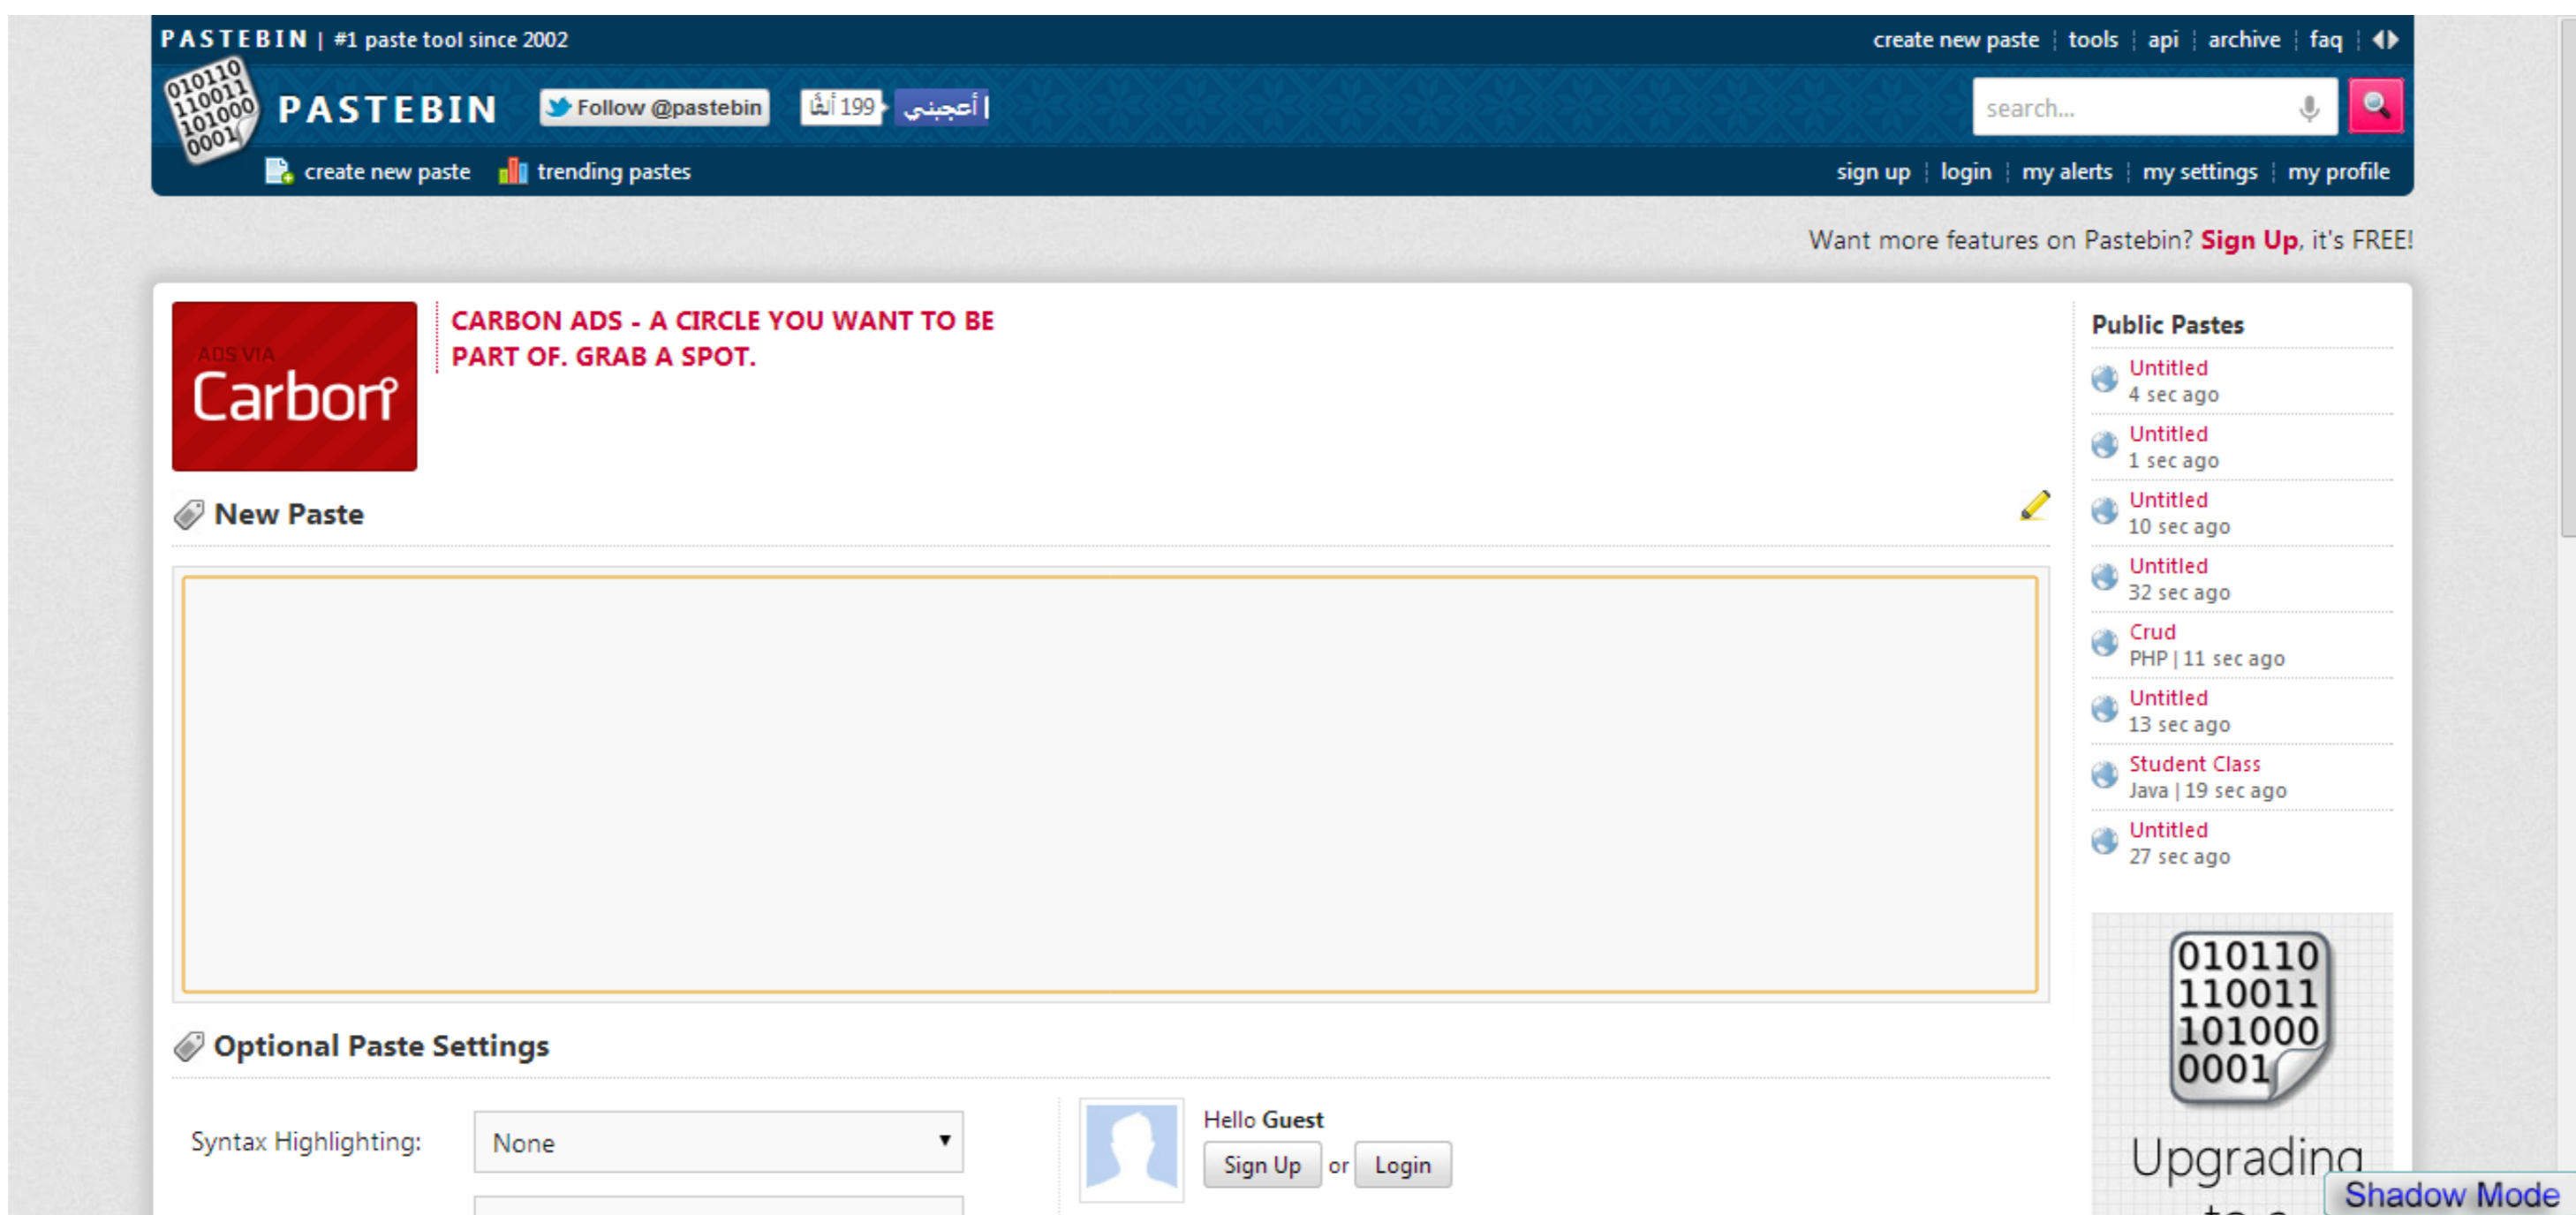 PASTEBIN | #1 paste tool since 2002
create new paste | tools | api | archive | faq
010110
110011
101000
0001
PASTEBIN
Follow @pastebin
199 ألفًا
أعجبني
search...
create new paste
trending pastes
sign up | login | my alerts | my settings | my profile
Want more features on Pastebin? Sign Up, it's FREE!
ADS VIA
Carbon
CARBON ADS - A CIRCLE YOU WANT TO BE
PART OF. GRAB A SPOT.
New Paste
Optional Paste Settings
Syntax Highlighting:
None
Hello Guest
Sign Up or Login
Public Pastes
Untitled
4 sec ago
Untitled
1 sec ago
Untitled
10 sec ago
Untitled
32 sec ago
Crud
PHP | 11 sec ago
Untitled
13 sec ago
Student Class
Java | 19 sec ago
Untitled
27 sec ago
010110
110011
101000
0001
Upgrading
to a
Shadow Mode